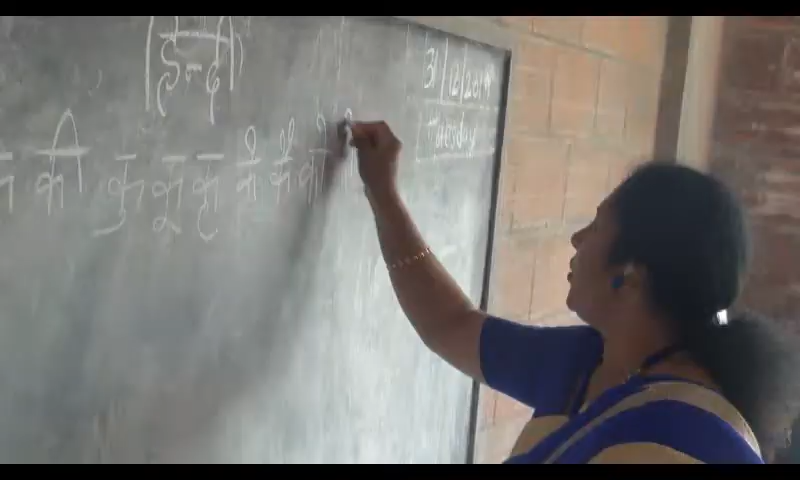 हिन्दी
31/12/2019
Tuesday
की कु कू कृ के कै को